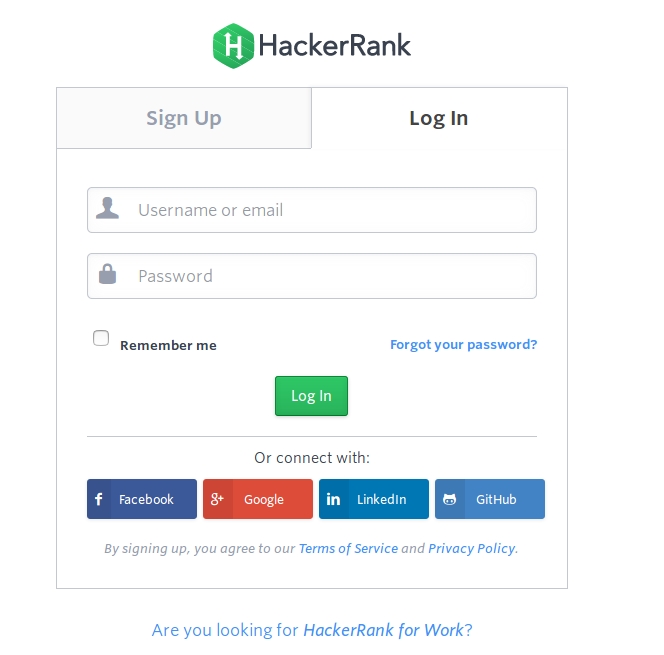 HackerRank
Sign Up Log In
Username or email
Password
Remember me Forgot your password?
Log In
Or connect with:
Facebook Google LinkedIn GitHub
By signing up, you agree to our Terms of Service and Privacy Policy.
Are you looking for HackerRank for Work?